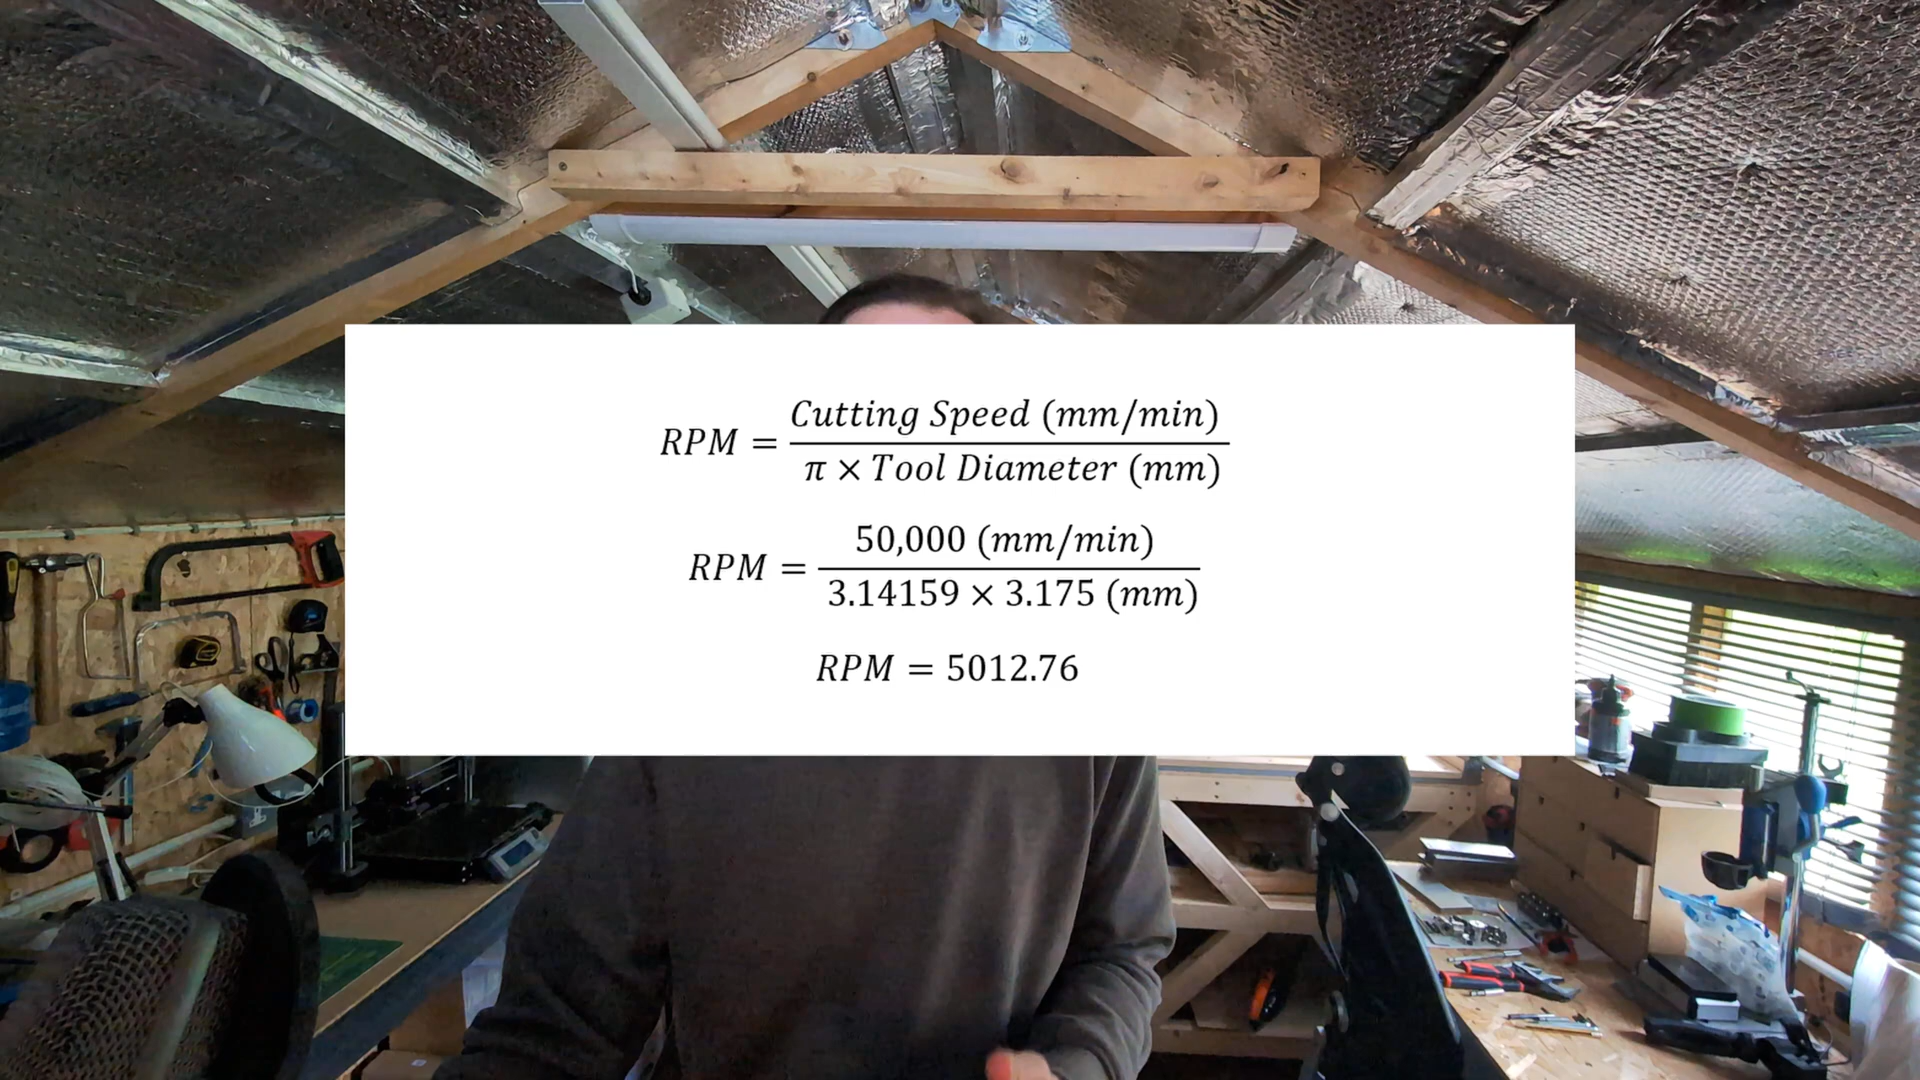 RPM = Cutting Speed (mm/min) / π × Tool Diameter (mm)
RPM = 50,000 (mm/min) / 3.14159 × 3.175 (mm)
RPM = 5012.76